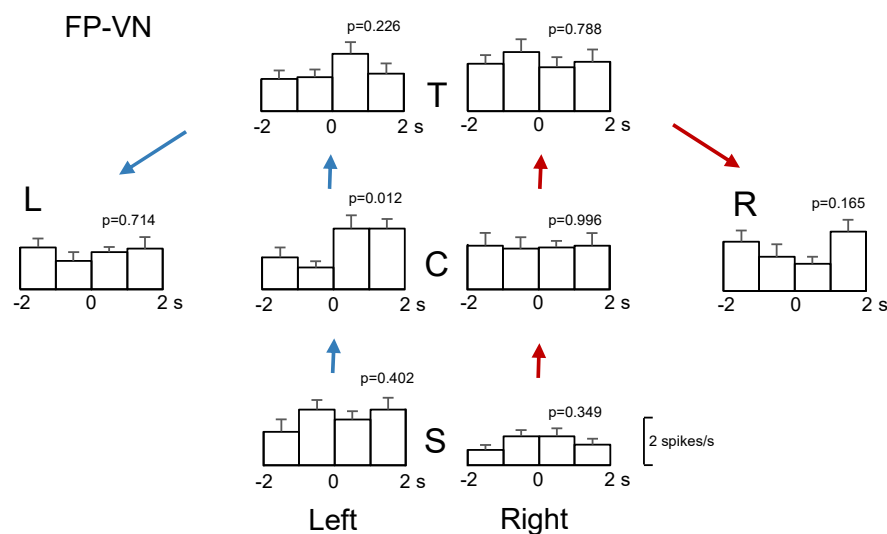 FP-VN
p=0.226
p=0.788
T
-2 0 2 s
-2 0 2 s
L
p=0.714
p=0.012
p=0.996
R
p=0.165
C
-2 0 2 s
-2 0 2 s
-2 0 2 s
-2 0 2 s
p=0.402
p=0.349
S
2 spikes/s
-2 0 2 s
-2 0 2 s
Left
Right